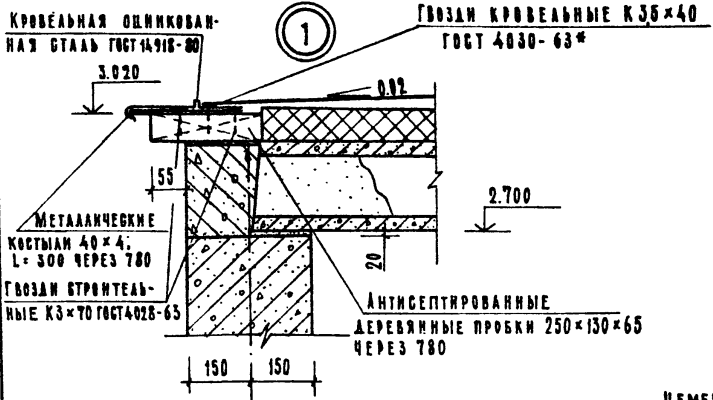 КРОВЕЛЬНАЯ ОЦИНКОВАН-
НАЯ СТАЛЬ ГОСТ 14918-80
1
ГВОЗДИ КРОВЕЛЬНЫЕ К 3,5×40
ГОСТ 4030-63*
3.020
0.02
55
2.700
МЕТАЛЛИЧЕСКИЕ
КОСТЫЛИ 40×4;
L=300 ЧЕРЕЗ 780
20
ГВОЗДИ СТРОИТЕЛЬ-
НЫЕ К3×70 ГОСТ 4028-63
АНТИСЕПТИРОВАННЫЕ
ДЕРЕВЯННЫЕ ПРОБКИ 250×130×65
ЧЕРЕЗ 780
150
150